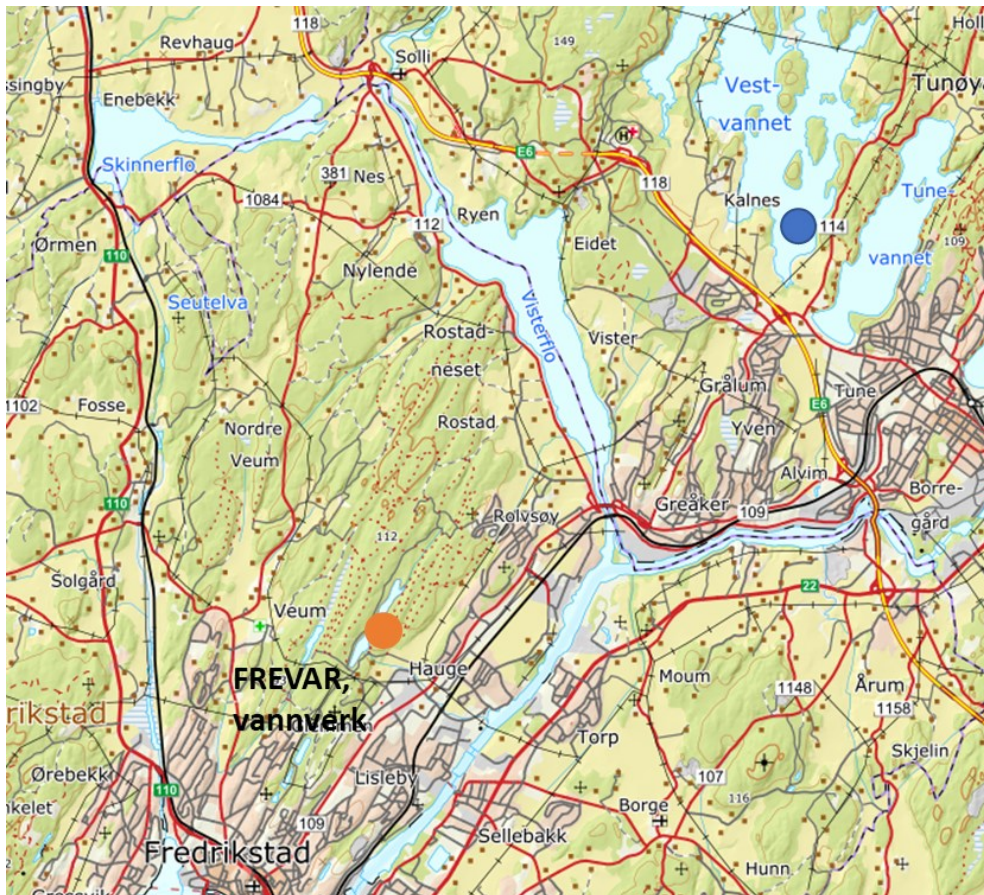 118
Revhaug
Solli
149
Holl
ssingby
Enebekk
Vest-
vannet
Tunøya
Skinnerflo
381
Nes
E6
H
118
1084
Kalnes
114
Tune-
vannet
109
Ryen
112
Ørmen
110
Eidet
Nylende
Seutelva
Visterflo
Rostad-
neset
Vister
Grålum
Tune
E6
1102
Fosse
Nordre
Veum
Rostad
Yven
Alvim
Borre-
gård
110
Rolvsøy
Greåker
109
112
Solgård
22
Veum
FREVAR,
vannverk
Hauge
Moum
1148
Årum
1158
rikstad
Torp
Skjelin
Ørebekk
110
Lisleby
107
116
nkelet
109
Borge
Sellebakk
Fredrikstad
Hunn